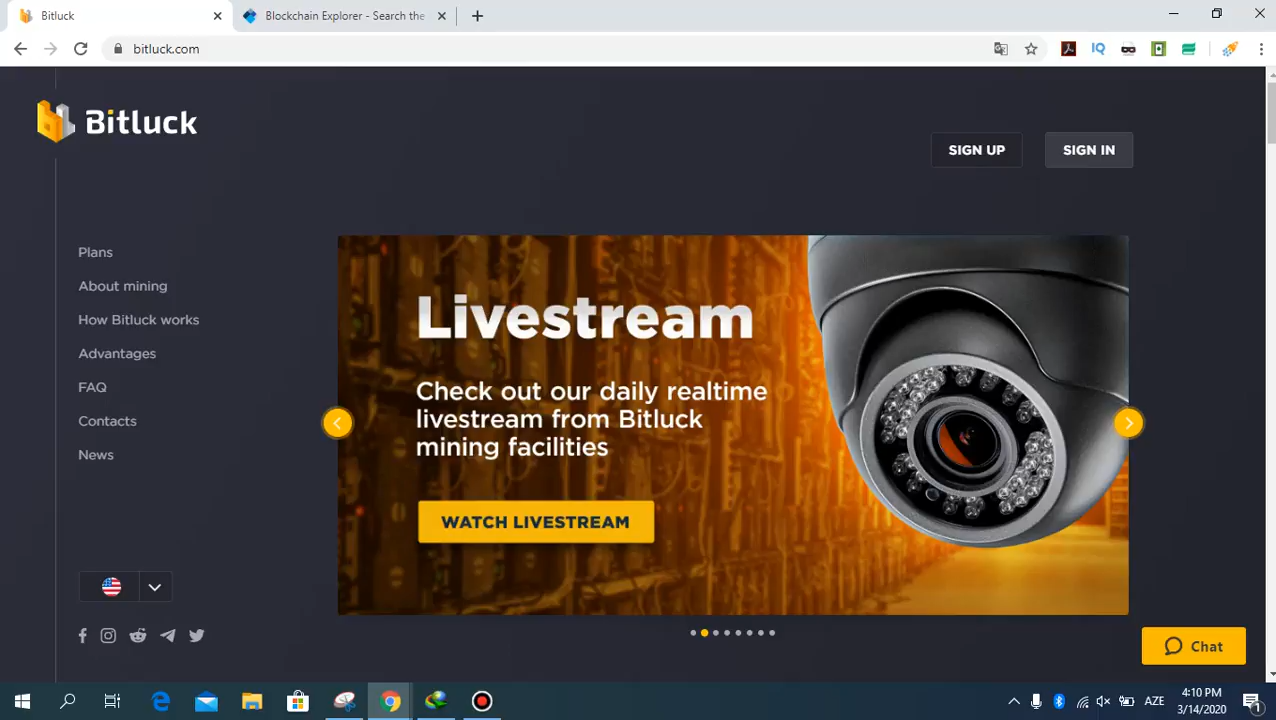 Bitluck
Blockchain Explorer - Search the
bitluck.com
IQ
Bitluck
SIGN UP
SIGN IN
Plans
About mining
How Bitluck works
Advantages
FAQ
Contacts
News
Livestream
Check out our daily realtime
livestream from Bitluck
mining facilities
WATCH LIVESTREAM
Chat
AZE
4:10 PM
3/14/2020
1